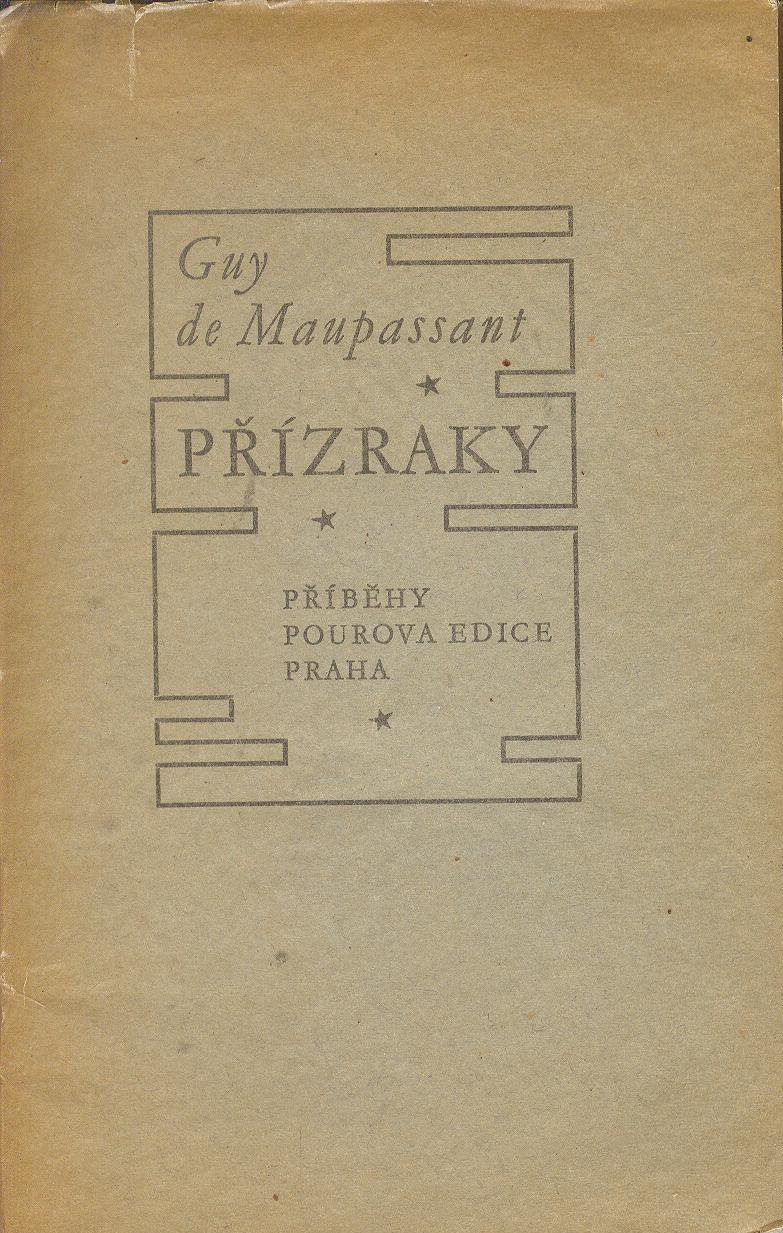 Guy
de Maupassant
PŘÍZRAKY
PŘÍBĚHY
POUROVA EDICE
PRAHA